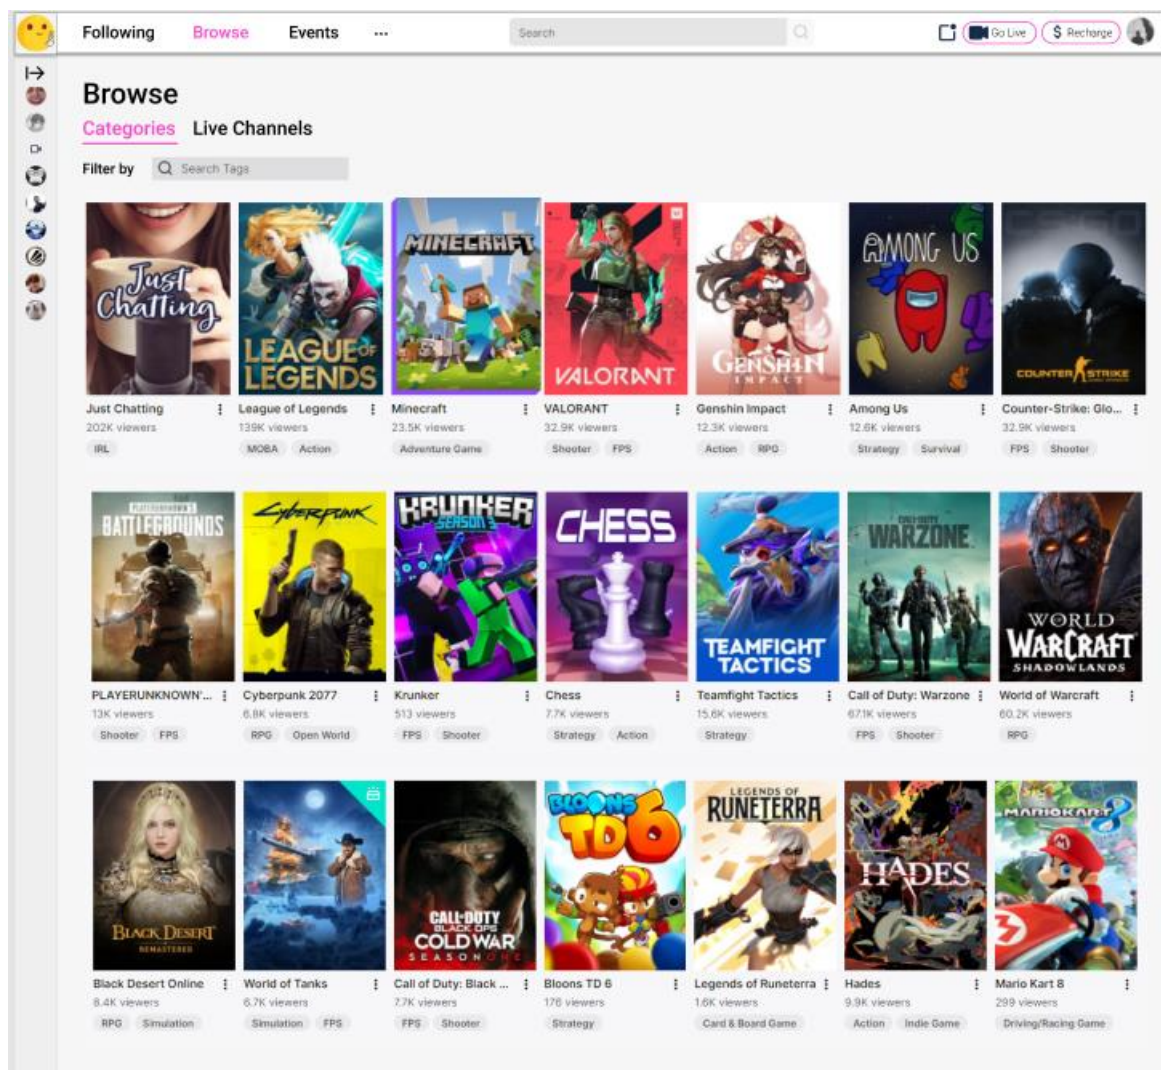 Following Browse Events ... Search Go Live $ Recharge
Browse
Categories Live Channels
Filter by Search Tags
Just Chatting
LEAGUE OF LEGENDS
MINECRAFT
VALORANT
GENSHIN IMPACT
AMONG US
COUNTER STRIKE
Just Chatting League of Legends Minecraft VALORANT Genshin Impact Among Us Counter-Strike: Glo...
202K viewers 139K viewers 23.5K viewers 32.9K viewers 12.3K viewers 12.6K viewers 32.9K viewers
IRL MOBA Action Adventure Game Shooter FPS Action RPG Strategy Survival FPS Shooter
PLAYERUNKNOWN'S BATTLEGROUNDS
Cyberpunk
KRUNKER SEASON 3
CHESS
TEAMFIGHT TACTICS
CALL OF DUTY WARZONE
WORLD WARCRAFT SHADOWLANDS
PLAYERUNKNOWN'... Cyberpunk 2077 Krunker Chess Teamfight Tactics Call of Duty: Warzone World of Warcraft
13K viewers 6.8K viewers 513 viewers 7.7K viewers 15.6K viewers 67.1K viewers 60.2K viewers
Shooter FPS RPG Open World FPS Shooter Strategy Action Strategy FPS Shooter RPG
BLACK DESERT REMASTERED
CALL OF DUTY BLACK OPS COLD WAR SEASON ONE
BLOONS TD 6
LEGENDS OF RUNETERRA
HADES
MARIOKART 8
Black Desert Online World of Tanks Call of Duty: Black ... Bloons TD 6 Legends of Runeterra Hades Mario Kart 8
8.4K viewers 6.7K viewers 7.7K viewers 176 viewers 1.6K viewers 9.9K viewers 299 viewers
RPG Simulation Simulation FPS FPS Shooter Strategy Card & Board Game Action Indie Game Driving/Racing Game